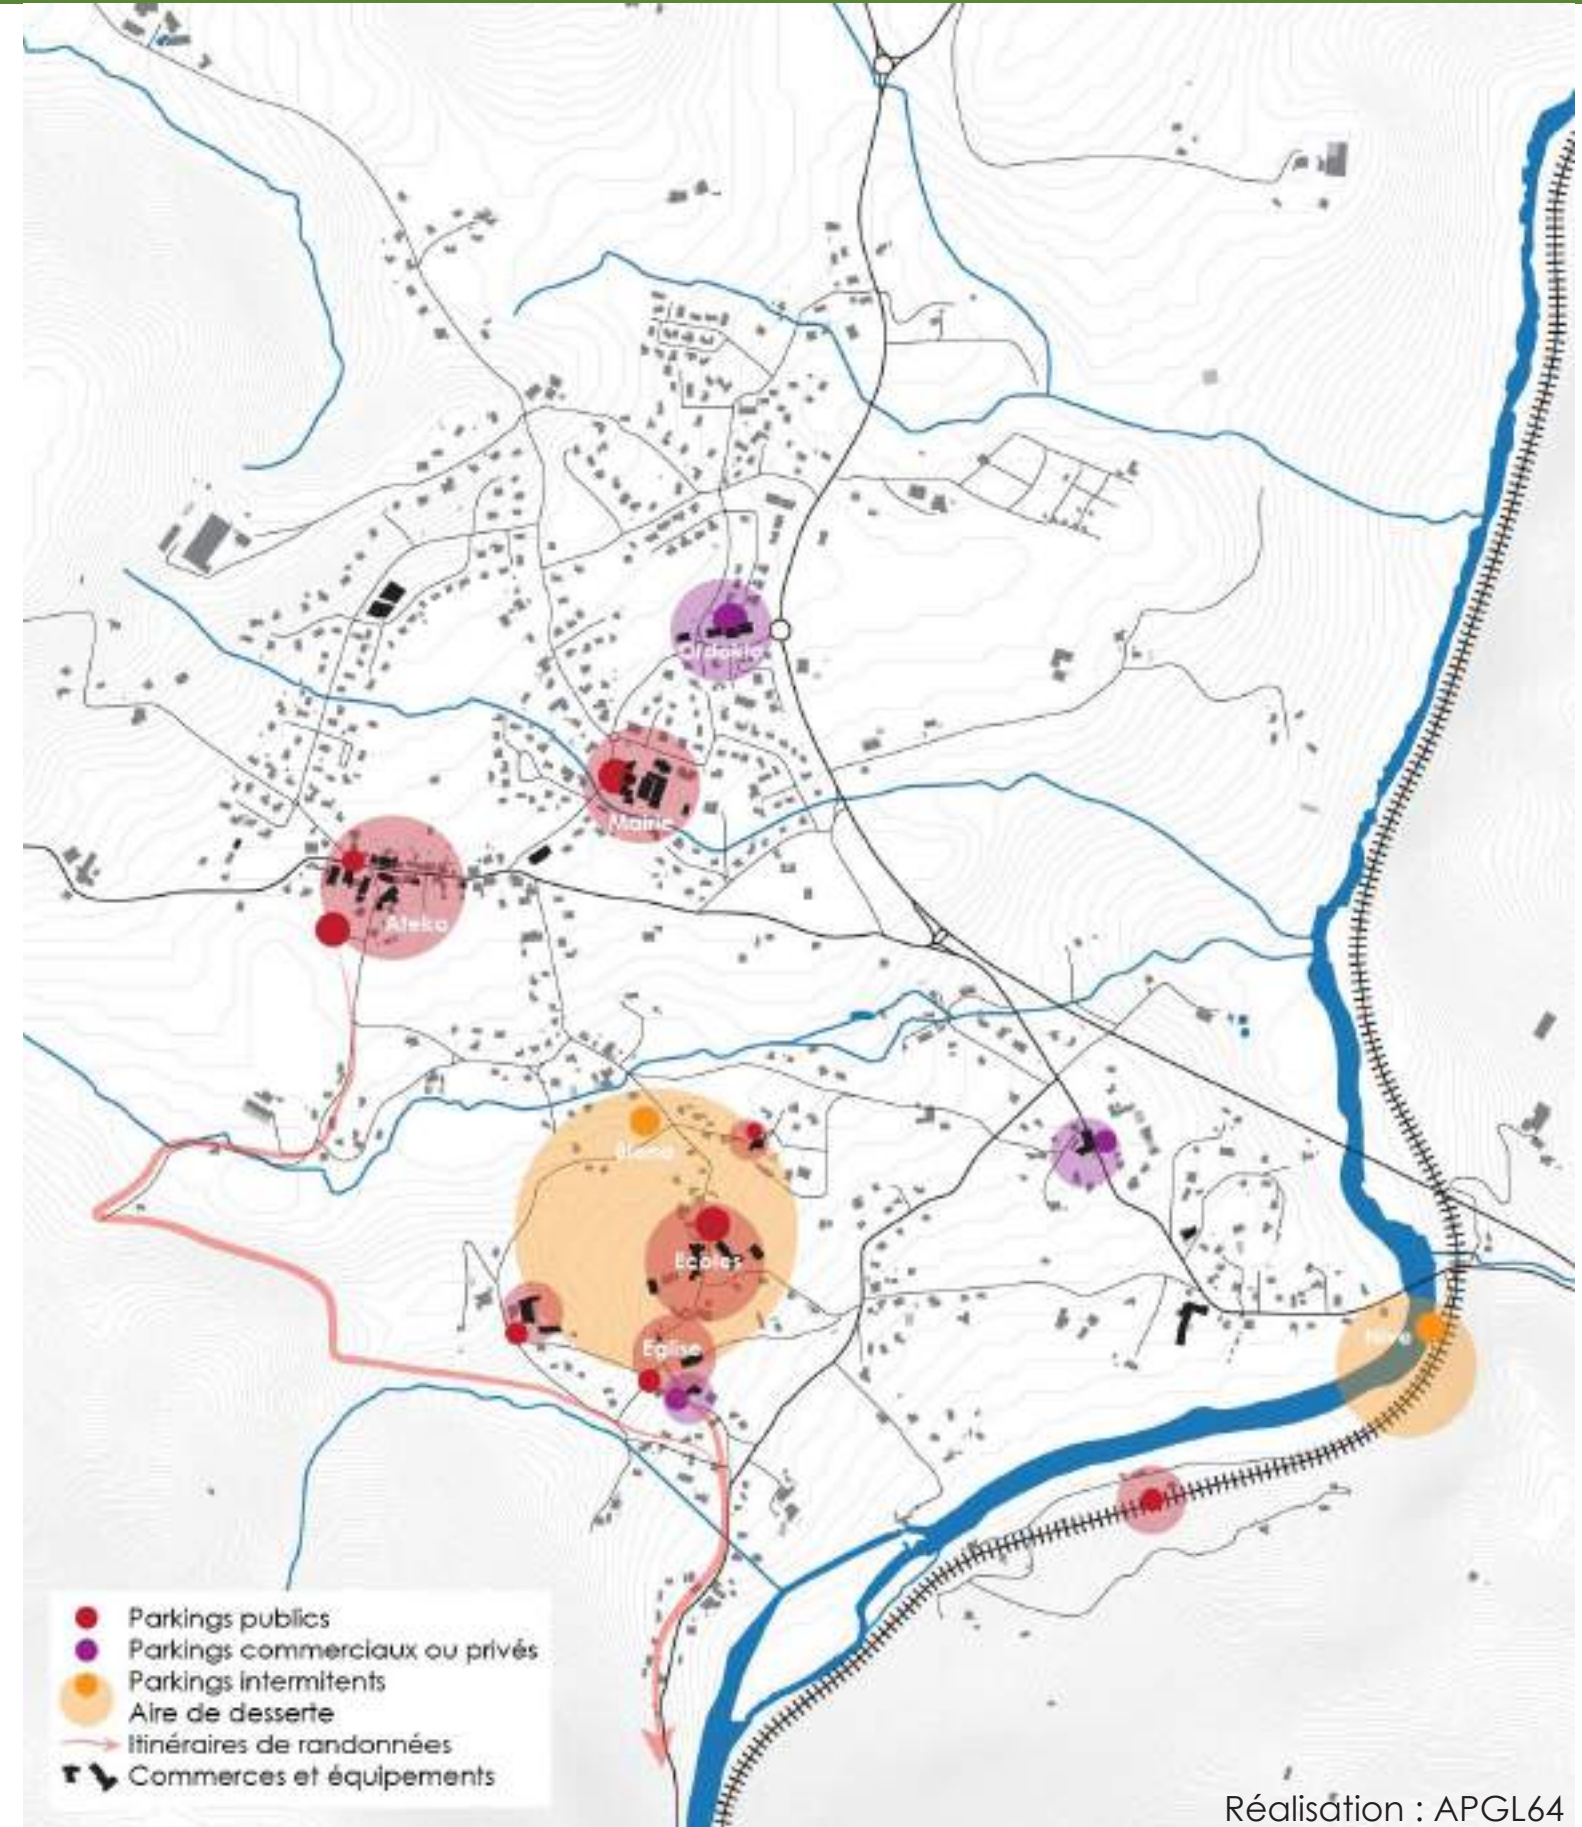 Mairie
Ateka
Ecoles
Eglise
Nive
Parkings publics
Parkings commerciaux ou privés
Parkings intermitents
Aire de desserte
Itinéraires de randonnées
Commerces et équipements
Réalisation : APGL64